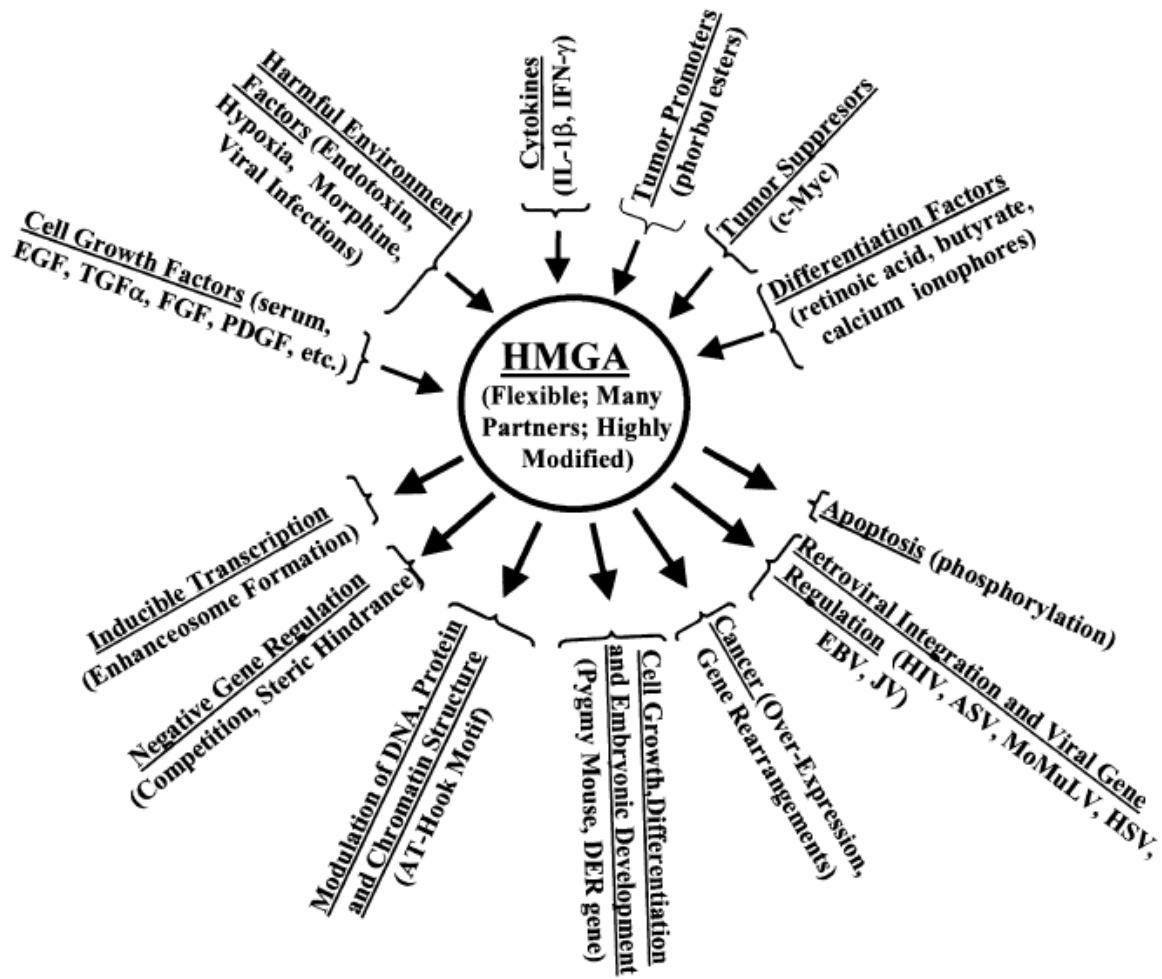 Cell Growth Factors (serum,
EGF, TGFα, FGF, PDGF, etc.)
Harmful Environment
Factors (Endotoxin,
Hypoxia, Morphine,
Viral Infections)
Cytokines
(IL-1β, IFN-γ)
Tumor Promoters
(phorbol esters)
Tumor Suppresors
(c-Myc)
Differentiation Factors
(retinoic acid, butyrate,
calcium ionophores)
HMGA
(Flexible; Many
Partners; Highly
Modified)
Inducible Transcription
(Enhanceosome Formation)
Negative Gene Regulation
(Competition, Steric Hindrance)
Modulation of DNA, Protein
and Chromatin Structure
(AT-Hook Motif)
Cell Growth,Differentiation
and Embryonic Development
(Pygmy Mouse, DER gene)
Cancer (Over-Expression,
Gene Rearrangements)
Retroviral Integration and Viral Gene
Regulation (HIV, ASV, MoMuLV, HSV,
EBV, JV)
Apoptosis (phosphorylation)